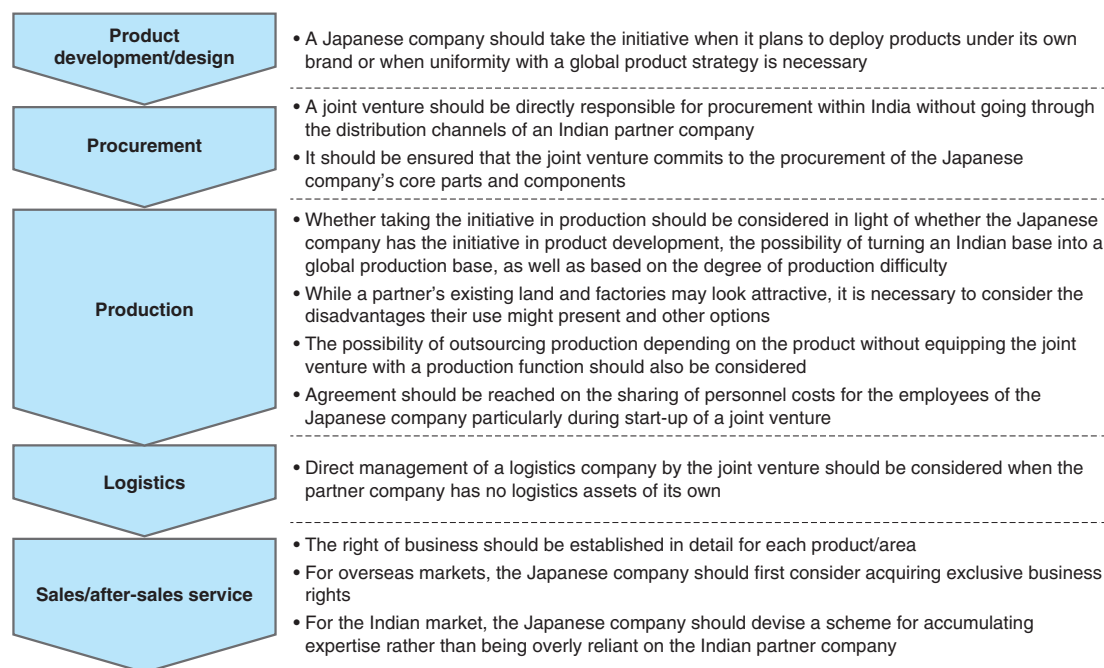 Product
development/design
• A Japanese company should take the initiative when it plans to deploy products under its own
brand or when uniformity with a global product strategy is necessary
Procurement
• A joint venture should be directly responsible for procurement within India without going through
the distribution channels of an Indian partner company
• It should be ensured that the joint venture commits to the procurement of the Japanese
company's core parts and components
Production
• Whether taking the initiative in production should be considered in light of whether the Japanese
company has the initiative in product development, the possibility of turning an Indian base into a
global production base, as well as based on the degree of production difficulty
• While a partner's existing land and factories may look attractive, it is necessary to consider the
disadvantages their use might present and other options
• The possibility of outsourcing production depending on the product without equipping the joint
venture with a production function should also be considered
• Agreement should be reached on the sharing of personnel costs for the employees of the
Japanese company particularly during start-up of a joint venture
Logistics
• Direct management of a logistics company by the joint venture should be considered when the
partner company has no logistics assets of its own
Sales/after-sales service
• The right of business should be established in detail for each product/area
• For overseas markets, the Japanese company should first consider acquiring exclusive business
rights
• For the Indian market, the Japanese company should devise a scheme for accumulating
expertise rather than being overly reliant on the Indian partner company